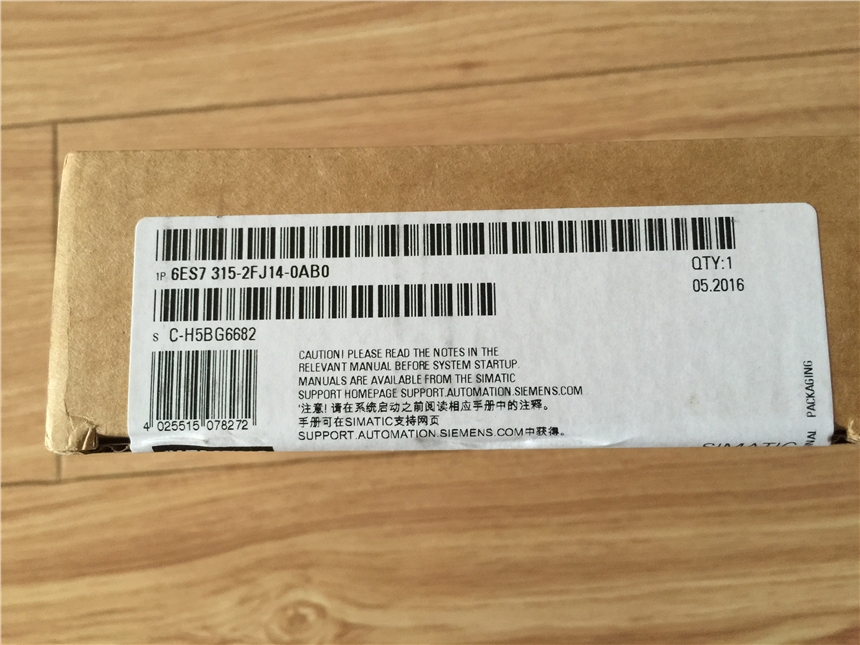 1P 6ES7 315-2FJ14-0AB0
QTY:1
05.2016
S C-H5BG6682
CAUTION! PLEASE READ THE NOTES IN THE
RELEVANT MANUAL BEFORE SYSTEM STARTUP.
MANUALS ARE AVAILABLE FROM THE SIMATIC
SUPPORT HOMEPAGE SUPPORT.AUTOMATION.SIEMENS.COM
'注意! 请在系统启动之前阅读相应手册中的注释。
手册可在SIMATIC支持网页
SUPPORT.AUTOMATION.SIEMENS.COM中获得。
4 025515 078272
SIMATIC
PACKAGING